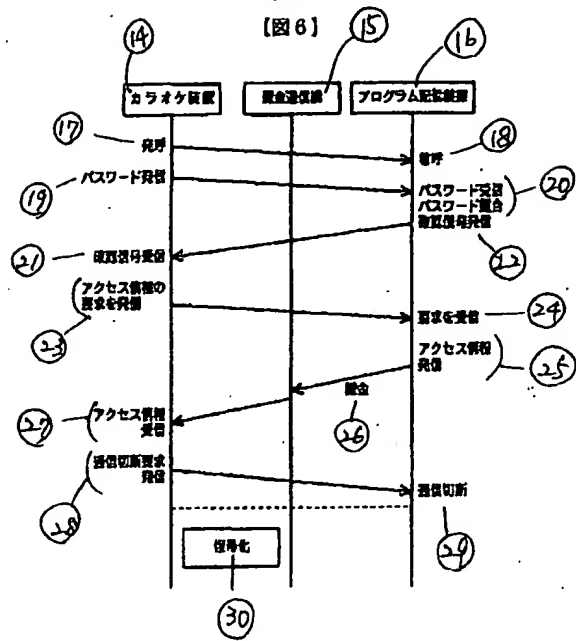 【図6】
14
15
16
カラオケ装置
課金通信機
プログラム記憶装置
17
発呼
着呼
18
19
パスワード発信
パスワード受信
パスワード照合
20
確認信号発信
21
確認信号受信
22
アクセス情報の
要求を発信
23
要求を受信
24
アクセス情報
発信
25
課金
26
27
アクセス情報
受信
通信切断要求
発信
28
通信切断
29
復号化
30